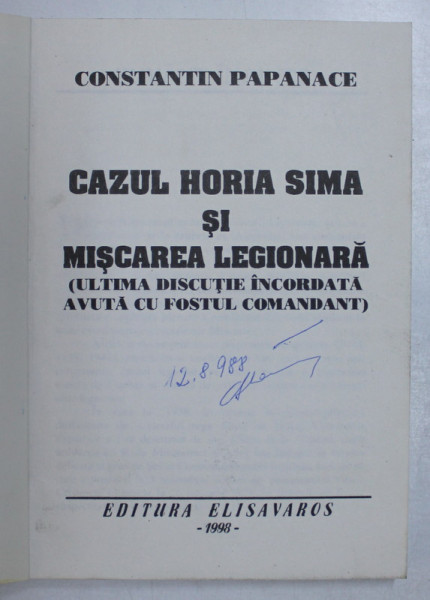 CONSTANTIN PAPANACE
CAZUL HORIA SIMA
ŞI
MIŞCAREA LEGIONARĂ
(ULTIMA DISCUŢIE ÎNCORDATĂ
AVUTĂ CU FOSTUL COMANDANT)
12.8.988
EDITURA ELISAVAROS
-1998-